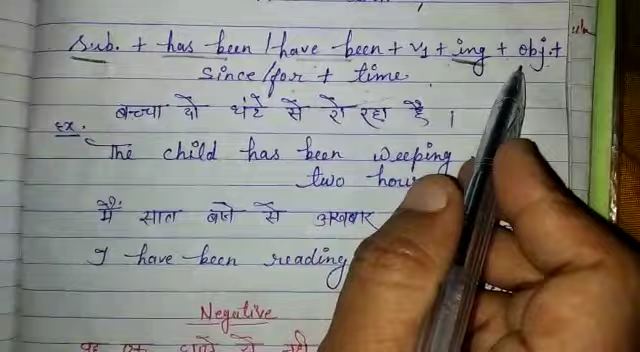 Sub. + has been / have been + v1 + ing + obj. +
Since/for + time
बच्चा दो घंटे से रो रहा है ।
Ex. The child has been weeping
two hour
मैं सात बजे से अखबार
I have been reading
Negative